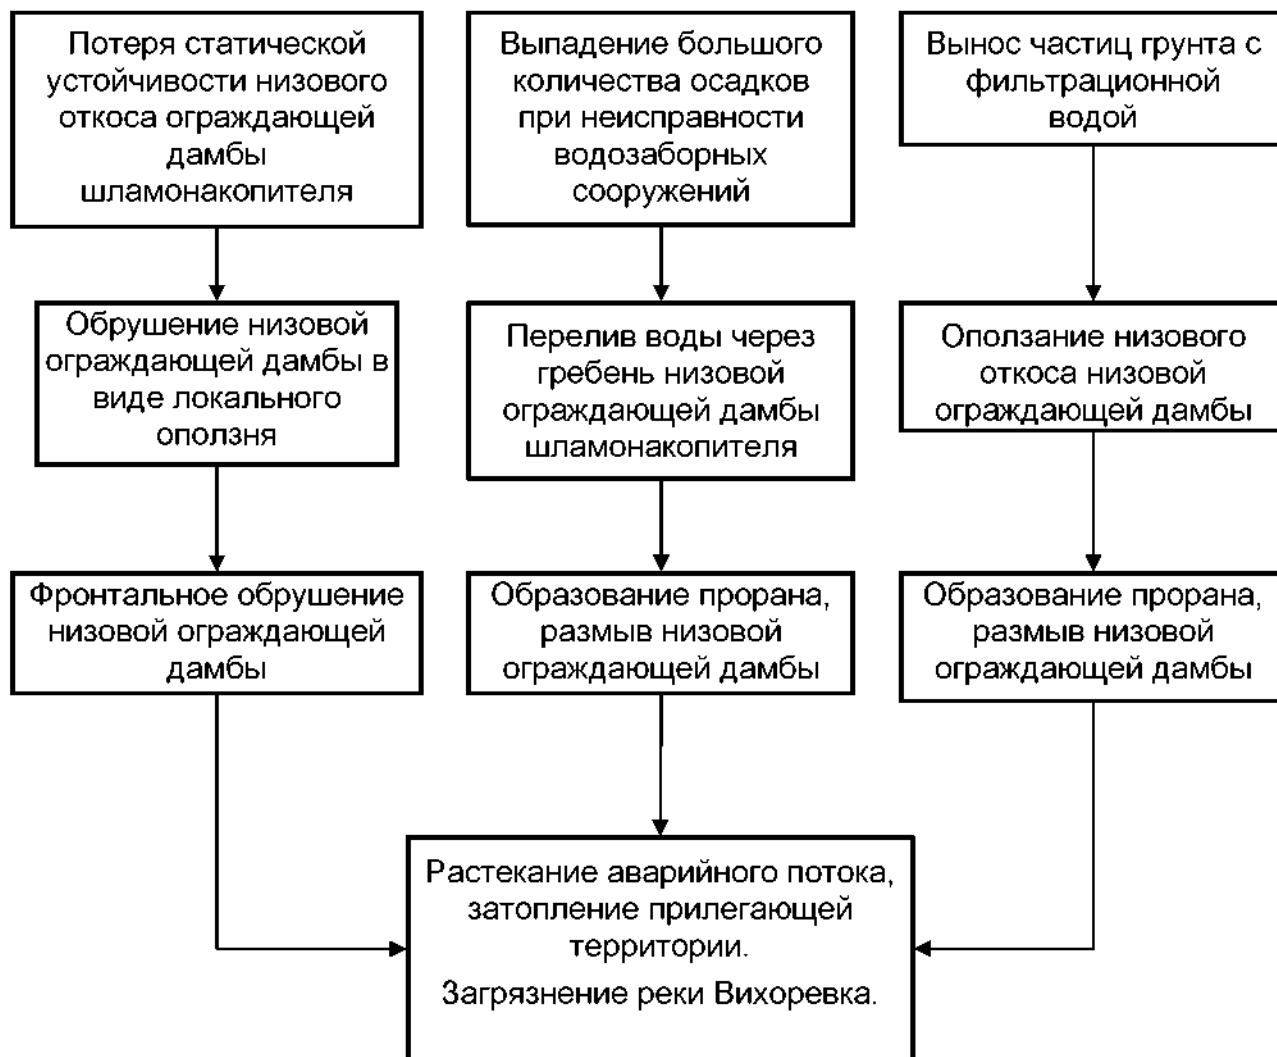 Потеря статической
устойчивости низового
откоса ограждающей
дамбы
шламонакопителя
Выпадение большого
количества осадков
при неисправности
водозаборных
сооружений
Вынос частиц грунта с
фильтрационной
водой
Обрушение низовой
ограждающей дамбы в
виде локального
оползня
Перелив воды через
гребень низовой
ограждающей дамбы
шламонакопителя
Оползание низового
откоса низовой
ограждающей дамбы
Фронтальное обрушение
низовой ограждающей
дамбы
Образование прорана,
размыв низовой
ограждающей дамбы
Образование прорана,
размыв низовой
ограждающей дамбы
Растекание аварийного потока,
затопление прилегающей
территории.
Загрязнение реки Вихоревка.